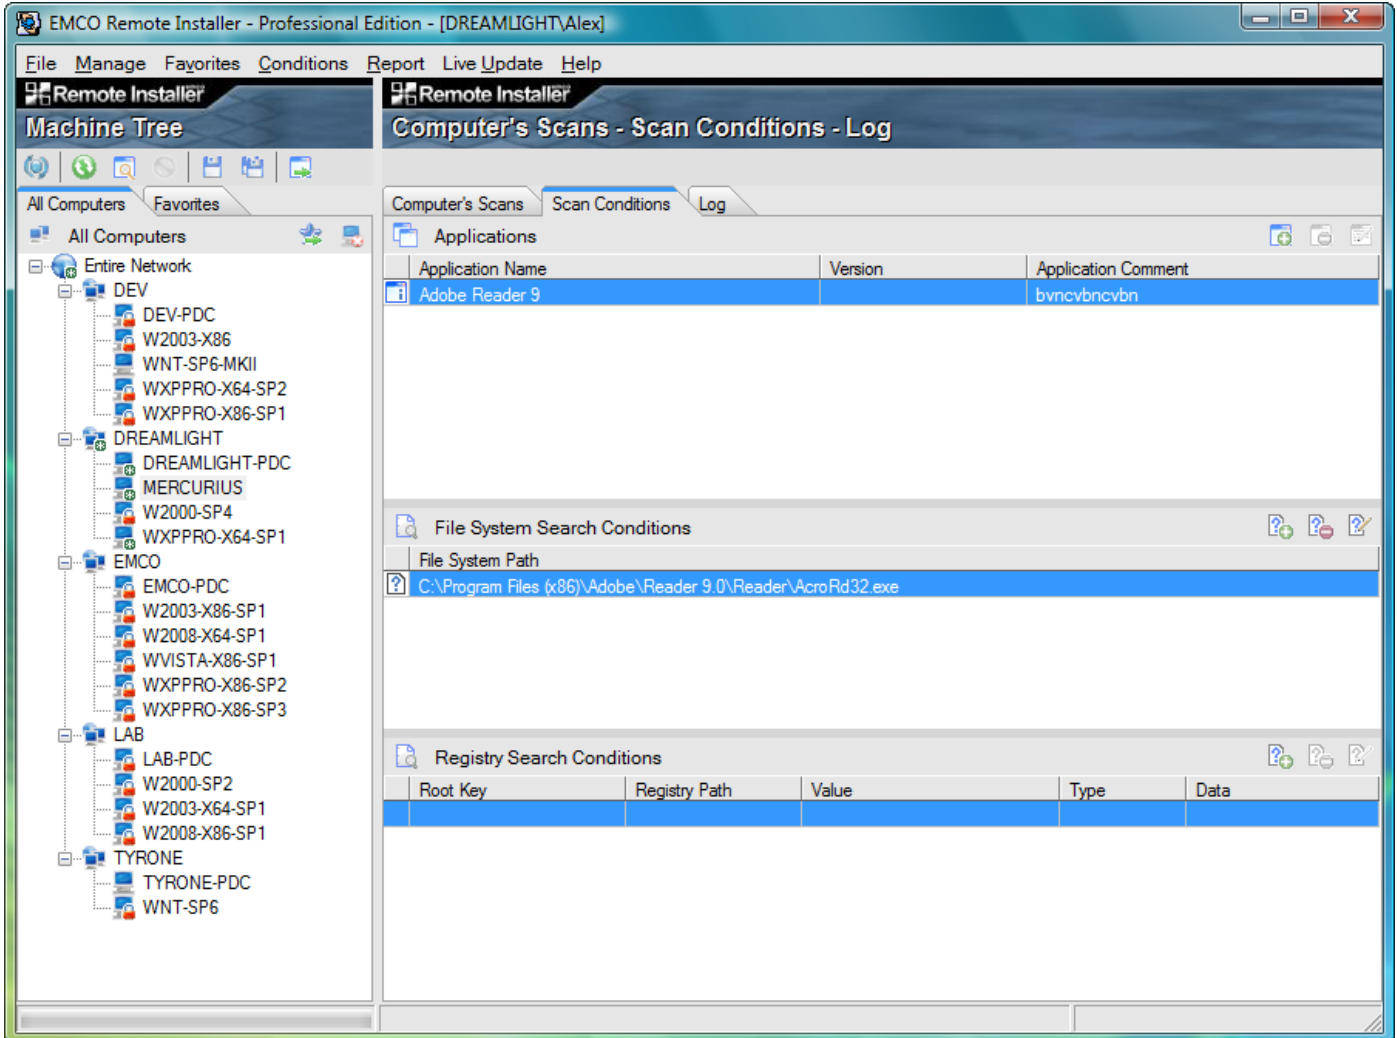 EMCO Remote Installer - Professional Edition - [DREAMLIGHT\Alex]
File Manage Favorites Conditions Report Live Update Help
Remote Installer
Machine Tree
All Computers Favorites
All Computers
Entire Network
DEV
DEV-PDC
W2003-X86
WNT-SP6-MKII
WXPPRO-X64-SP2
WXPPRO-X86-SP1
DREAMLIGHT
DREAMLIGHT-PDC
MERCURIUS
W2000-SP4
WXPPRO-X64-SP1
EMCO
EMCO-PDC
W2003-X86-SP1
W2008-X64-SP1
WVISTA-X86-SP1
WXPPRO-X86-SP2
WXPPRO-X86-SP3
LAB
LAB-PDC
W2000-SP2
W2003-X64-SP1
W2008-X86-SP1
TYRONE
TYRONE-PDC
WNT-SP6
Remote Installer
Computer's Scans - Scan Conditions - Log
Computer's Scans Scan Conditions Log
Applications
Application Name Version Application Comment
Adobe Reader 9 bvncvbncvbn
File System Search Conditions
File System Path
C:\Program Files (x86)\Adobe\Reader 9.0\Reader\AcroRd32.exe
Registry Search Conditions
Root Key Registry Path Value Type Data